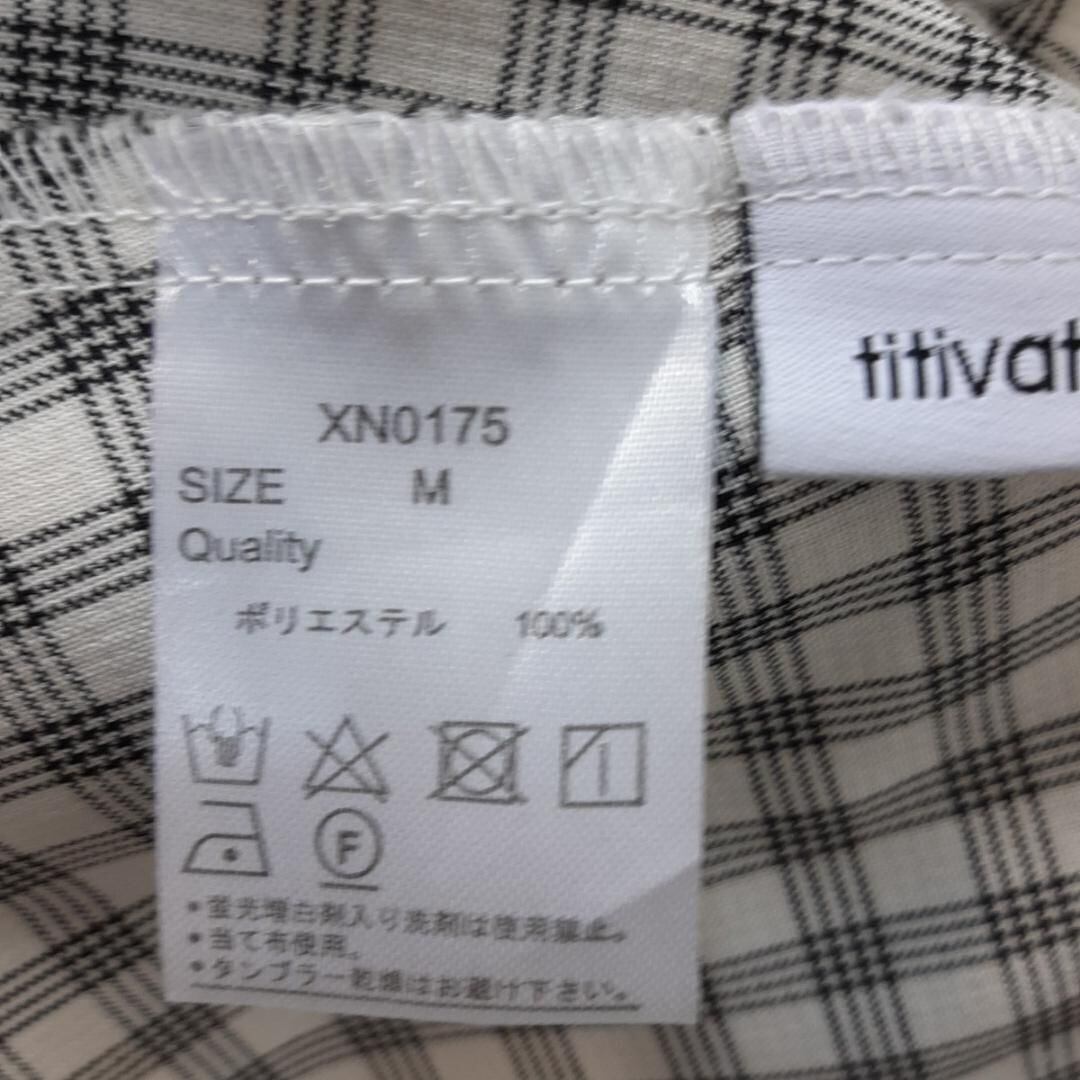 XN0175
SIZE M
Quality
ポリエステル 100%
F
•蛍光増白剤入り洗剤は使用禁止。
•当て布使用。
•タンブラー乾燥はお避け下さい。
titivat